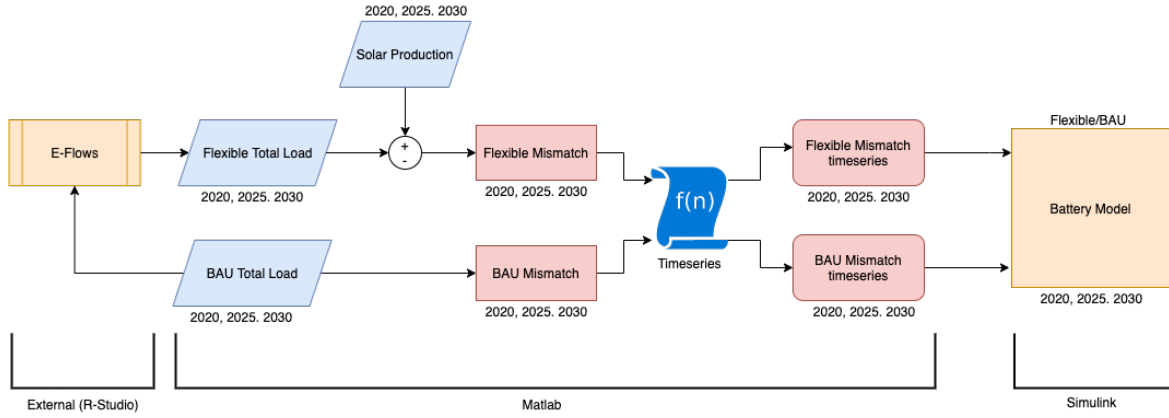 2020, 2025. 2030
Solar Production
E-Flows
Flexible Total Load
2020, 2025. 2030
+
-
Flexible Mismatch
2020, 2025. 2030
f(n)
Timeseries
Flexible Mismatch
timeseries
2020, 2025. 2030
Flexible/BAU
Battery Model
2020, 2025. 2030
BAU Total Load
2020, 2025. 2030
BAU Mismatch
2020, 2025. 2030
BAU Mismatch
timeseries
2020, 2025. 2030
External (R-Studio)
Matlab
Simulink